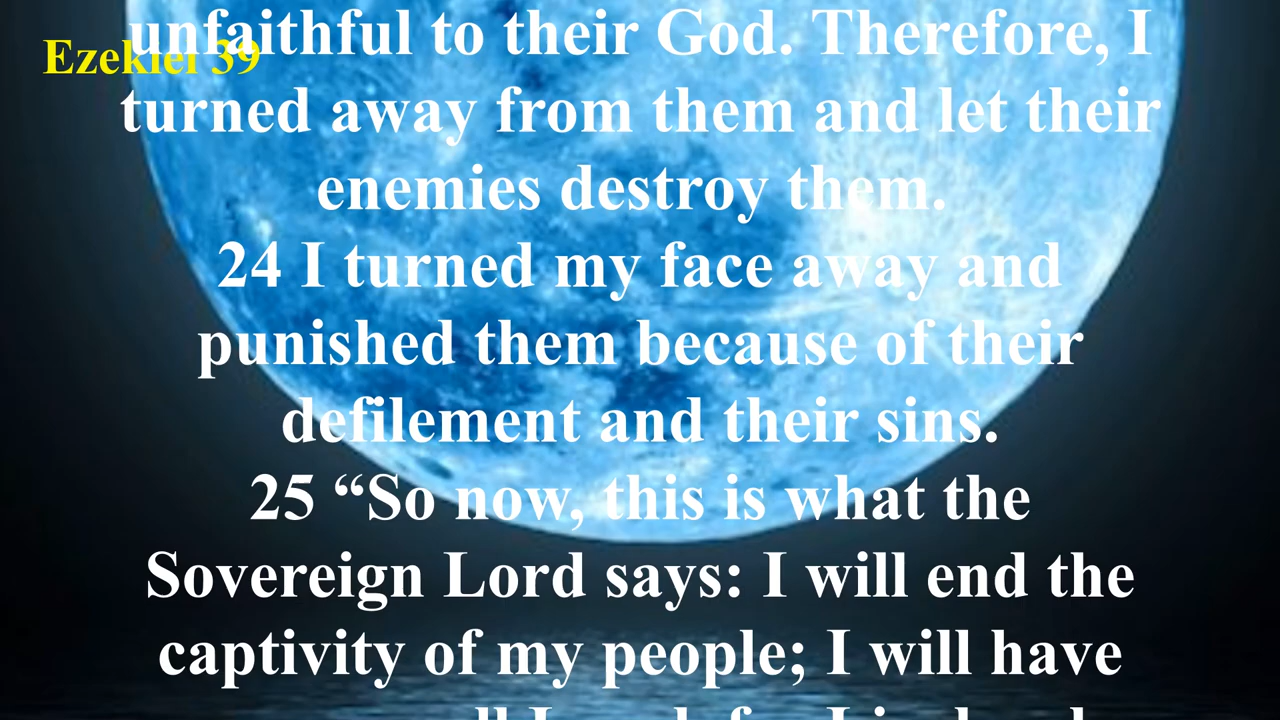 Ezekiel 39
unfaithful to their God. Therefore, I
turned away from them and let their
enemies destroy them.
24 I turned my face away and
punished them because of their
defilement and their sins.
25 “So now, this is what the
Sovereign Lord says: I will end the
captivity of my people; I will have